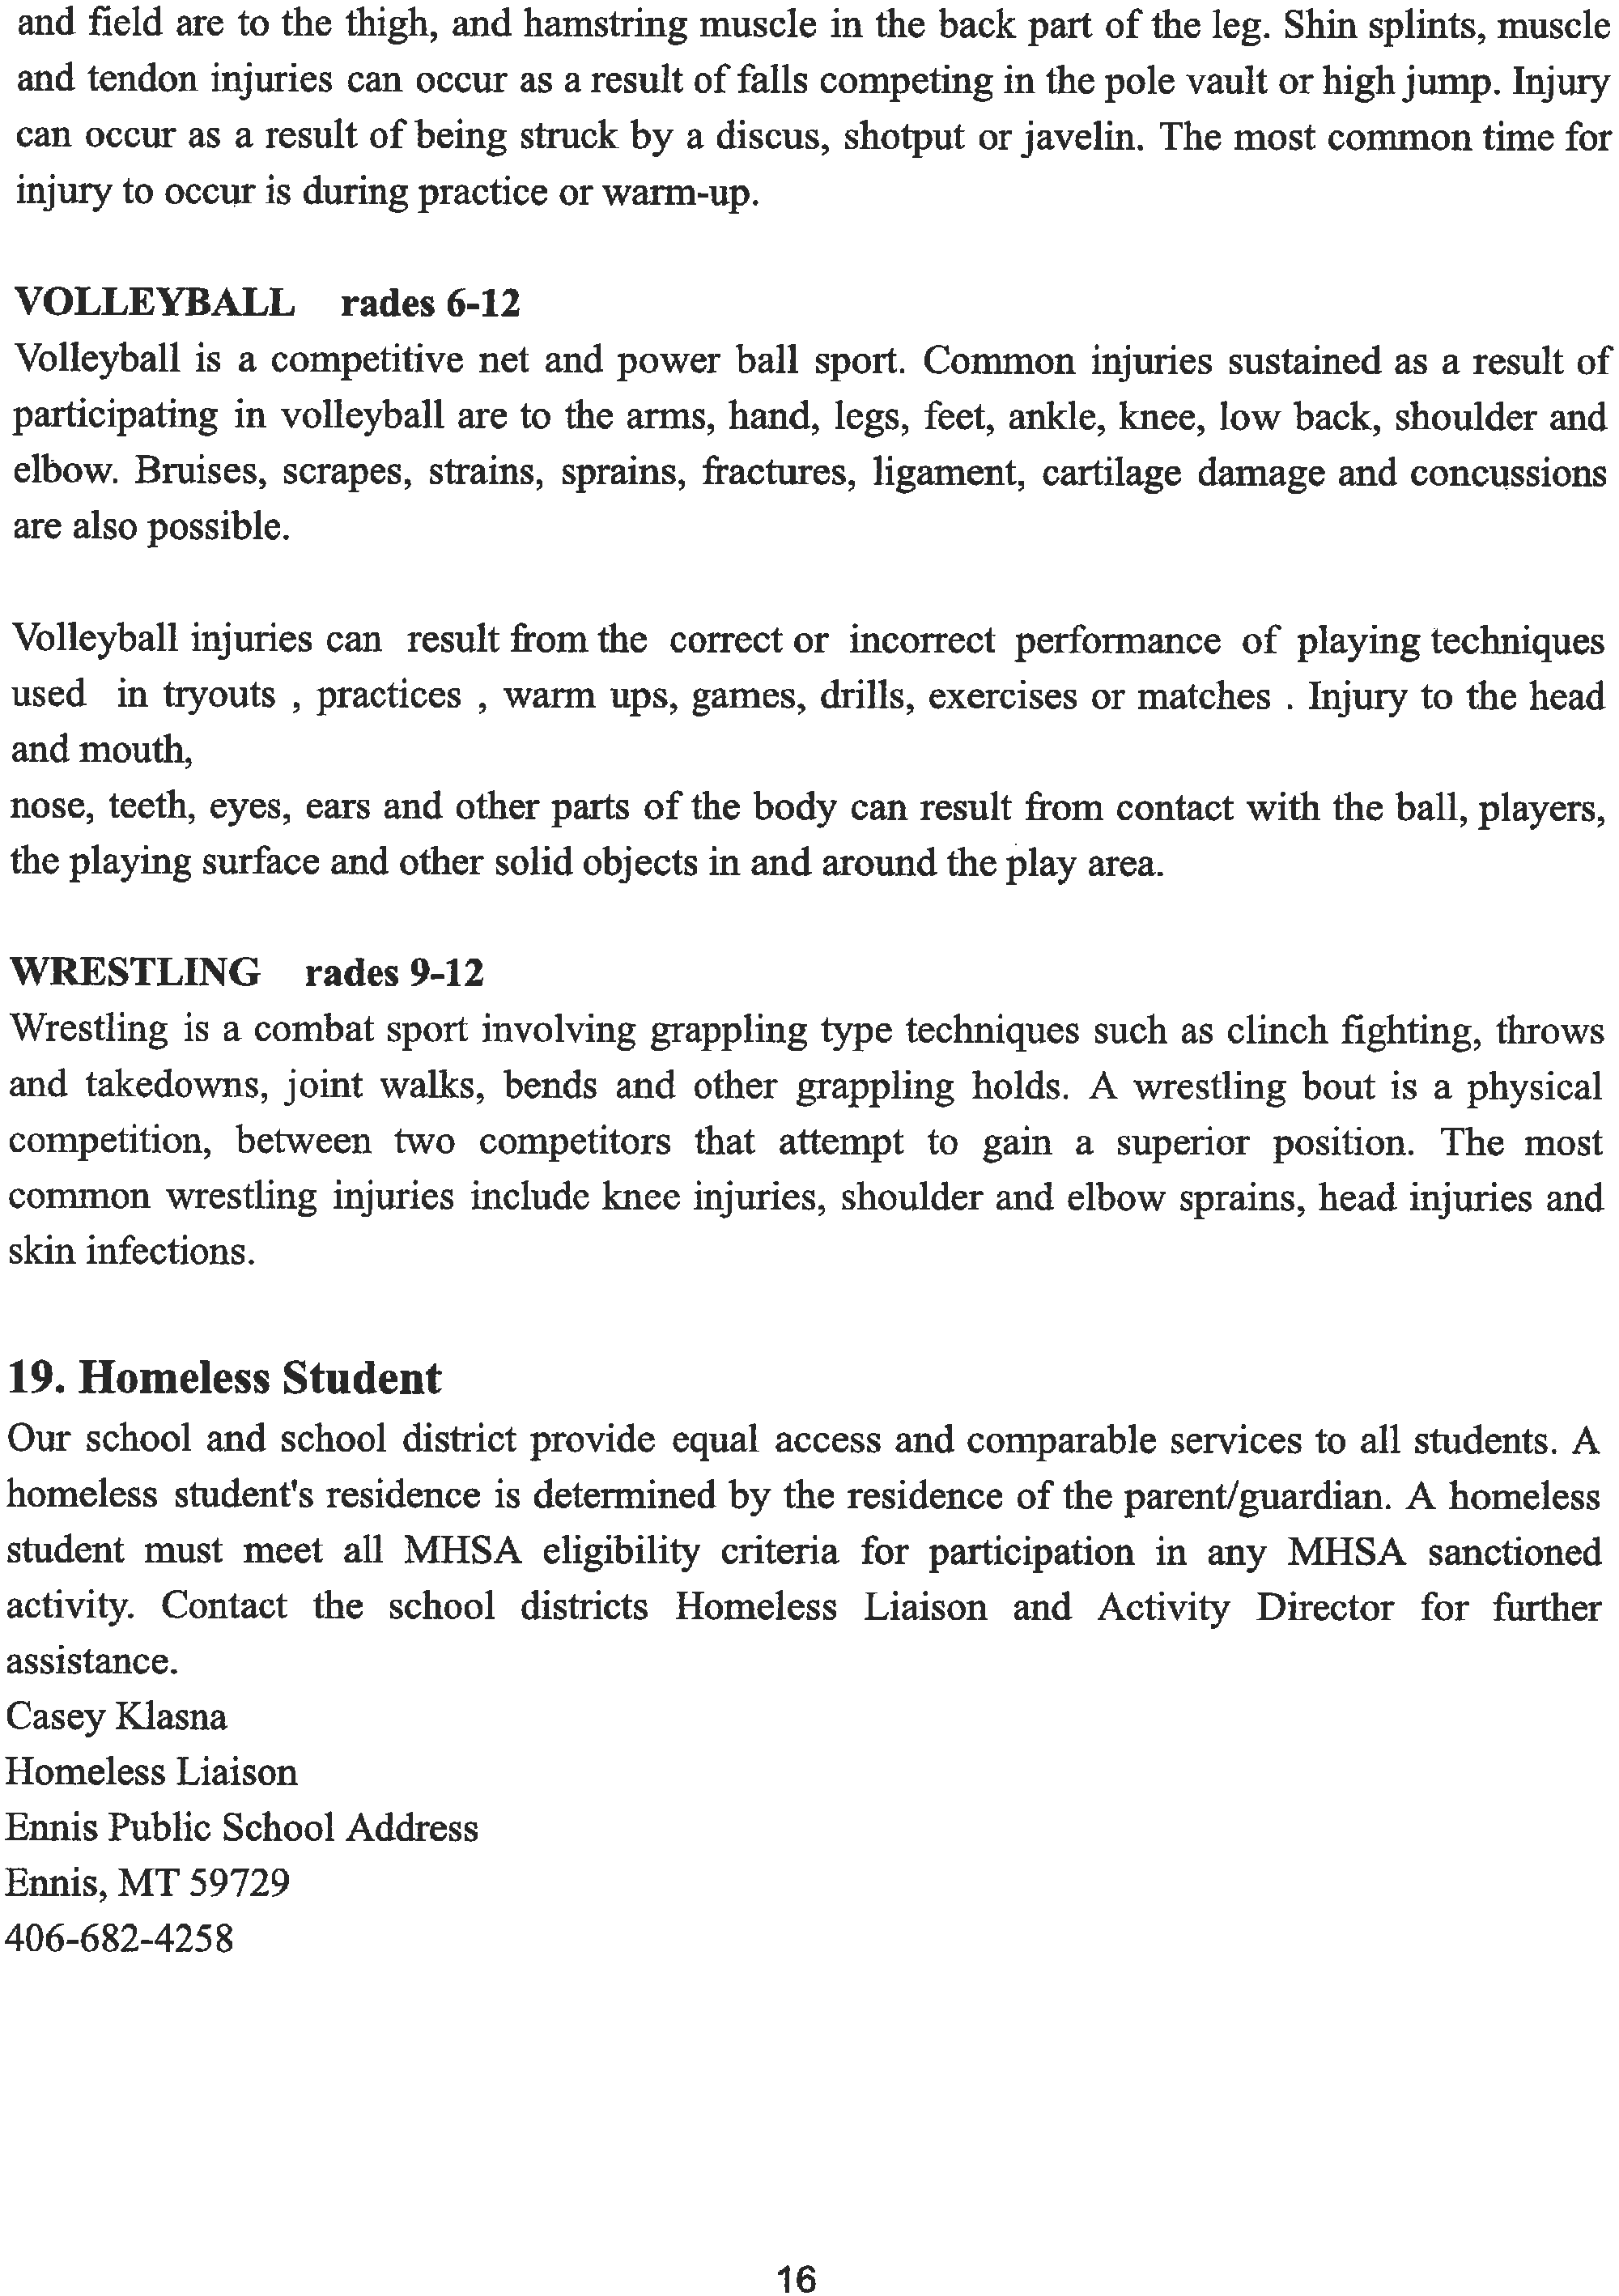 and field are to the thigh, and hamstring muscle in the back part of the leg. Shin splints, muscle
and tendon injuries can occur as a result of falls competing in the pole vault or high jump. Injury
can occur as a result of being struck by a discus, shotput or javelin. The most common time for
injury to occur is during practice or warm-up.
VOLLEYBALL rades 6-12
Volleyball is a competitive net and power ball sport. Common injuries sustained as a result of
participating in volleyball are to the arms, hand, legs, feet, ankle, knee, low back, shoulder and
elbow. Bruises, scrapes, strains, sprains, fractures, ligament, cartilage damage and concussions
are also possible.
Volleyball injuries can result from the correct or incorrect performance of playing techniques
used in tryouts , practices , warm ups, games, drills, exercises or matches . Injury to the head
and mouth,
nose, teeth, eyes, ears and other parts of the body can result from contact with the ball, players,
the playing surface and other solid objects in and around the play area.
WRESTLING rades 9-12
Wrestling is a combat sport involving grappling type techniques such as clinch fighting, throws
and takedowns, joint walks, bends and other grappling holds. A wrestling bout is a physical
competition, between two competitors that attempt to gain a superior position. The most
common wrestling injuries include knee injuries, shoulder and elbow sprains, head injuries and
skin infections.
19. Homeless Student
Our school and school district provide equal access and comparable services to all students. A
homeless student's residence is determined by the residence of the parent/guardian. A homeless
student must meet all MHSA eligibility criteria for participation in any MHSA sanctioned
activity. Contact the school districts Homeless Liaison and Activity Director for further
assistance.
Casey Klasna
Homeless Liaison
Ennis Public School Address
Ennis, MT 59729
406-682-4258
16